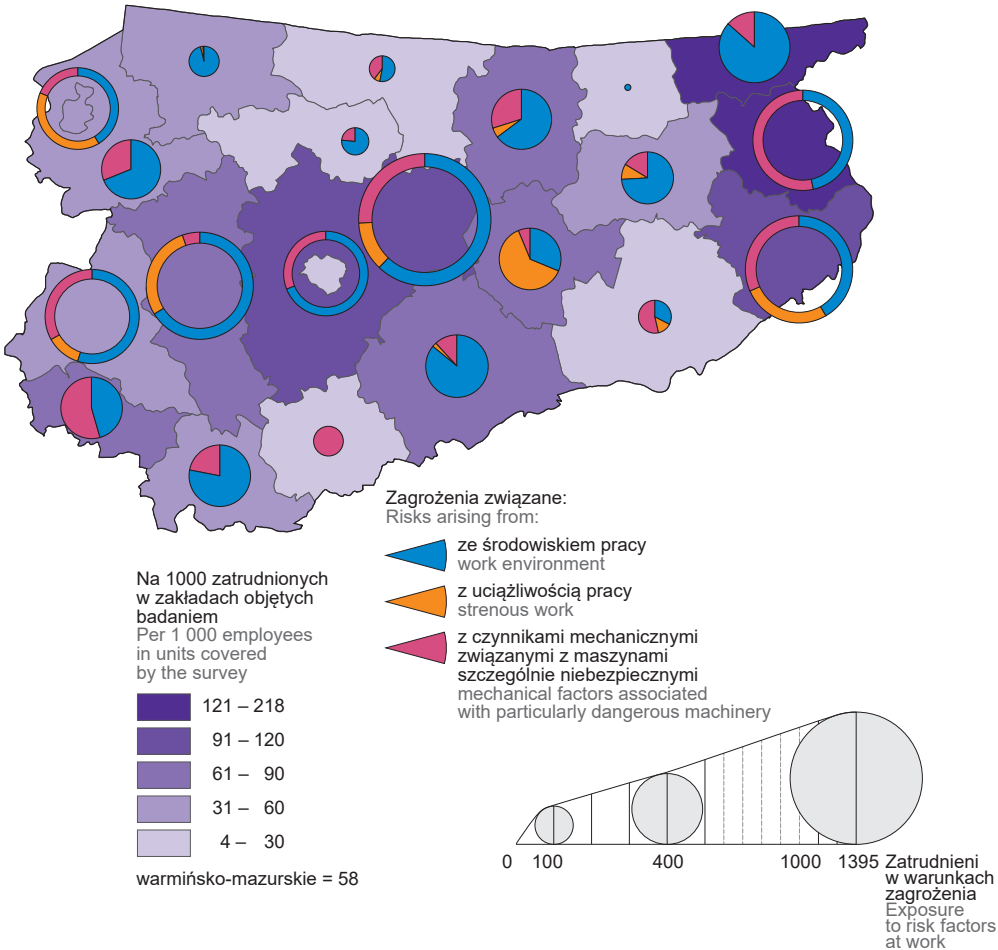 Zagrożenia związane:
Risks arising from:
ze środowiskiem pracy
work environment
z uciążliwością pracy
strenous work
z czynnikami mechanicznymi
związanymi z maszynami
szczególnie niebezpiecznymi
mechanical factors associated
with particularly dangerous machinery
Na 1000 zatrudnionych
w zakładach objętych
badaniem
Per 1 000 employees
in units covered
by the survey
121 – 218
91 – 120
61 – 90
31 – 60
4 – 30
warmińsko-mazurskie = 58
0 100 400 1000 1395
Zatrudnieni
w warunkach
zagrożenia
Exposure
to risk factors
at work